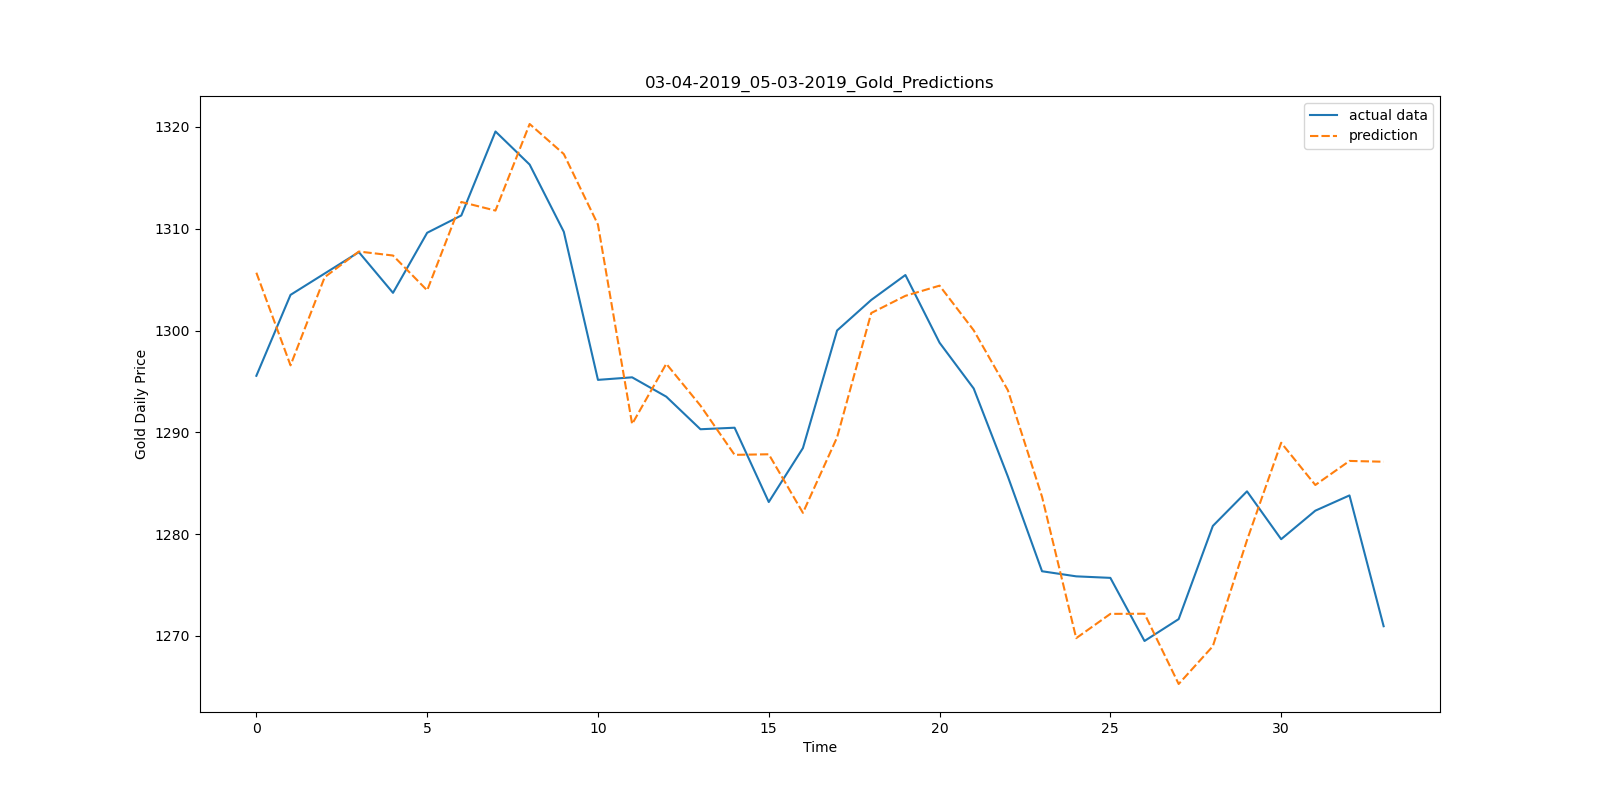 03-04-2019_05-03-2019_Gold_Predictions
actual data
prediction
Gold Daily Price
1320
1310
1300
1290
1280
1270
0 5 10 15 20 25 30
Time